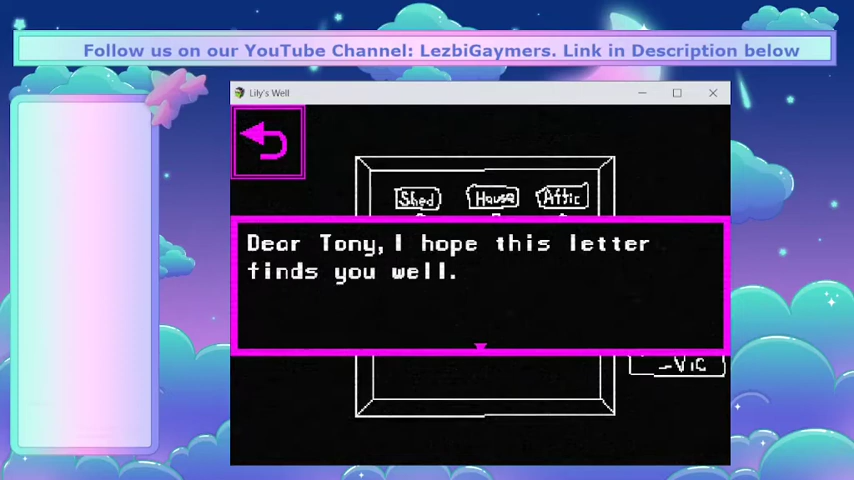 Follow us on our YouTube Channel: LezbiGaymers. Link in Description below
Lily's Well
Shed House Attic
Dear Tony,I hope this letter
finds you well.
-Vic